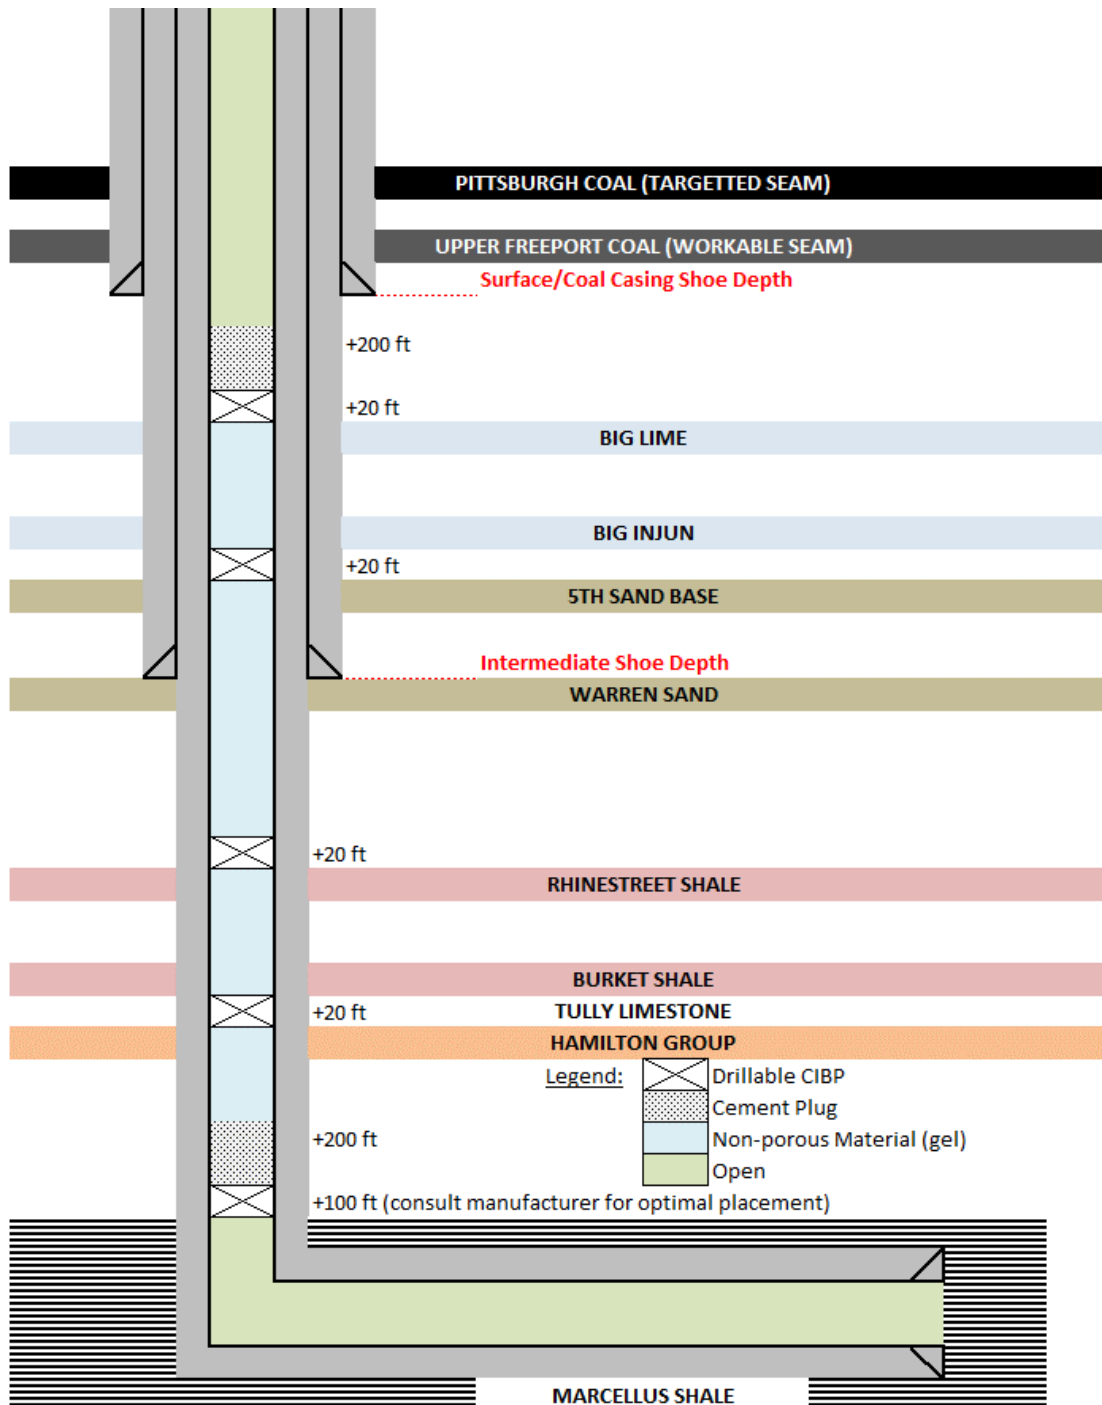 PITTSBURGH COAL (TARGETTED SEAM)
UPPER FREEPORT COAL (WORKABLE SEAM)
Surface/Coal Casing Shoe Depth
+200 ft
+20 ft
BIG LIME
BIG INJUN
+20 ft
5TH SAND BASE
Intermediate Shoe Depth
WARREN SAND
+20 ft
RHINESTREET SHALE
BURKET SHALE
+20 ft
TULLY LIMESTONE
HAMILTON GROUP
Legend:
Drillable CIBP
Cement Plug
Non-porous Material (gel)
Open
+200 ft
+100 ft (consult manufacturer for optimal placement)
MARCELLUS SHALE